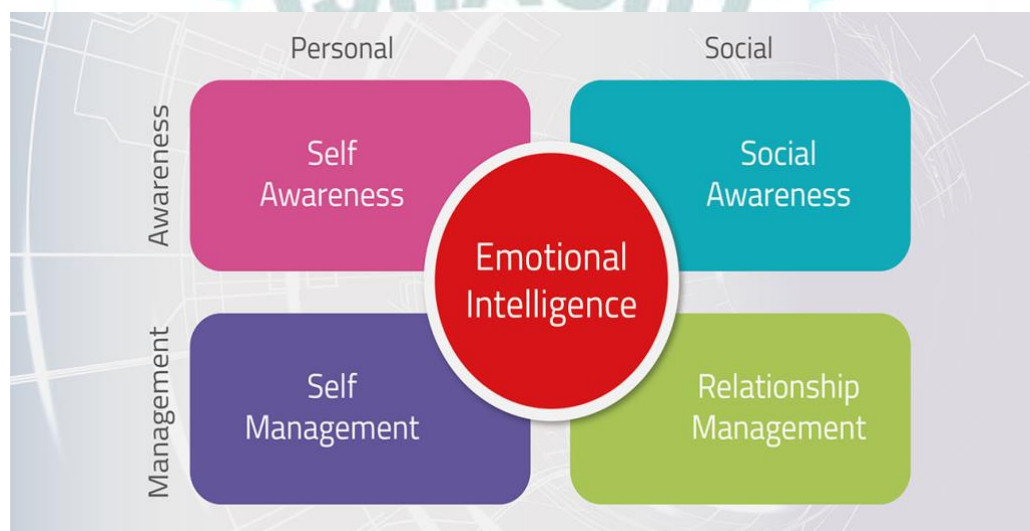 Personal
Social
Awareness
Self
Awareness
Social
Awareness
Emotional
Intelligence
Management
Self
Management
Relationship
Management